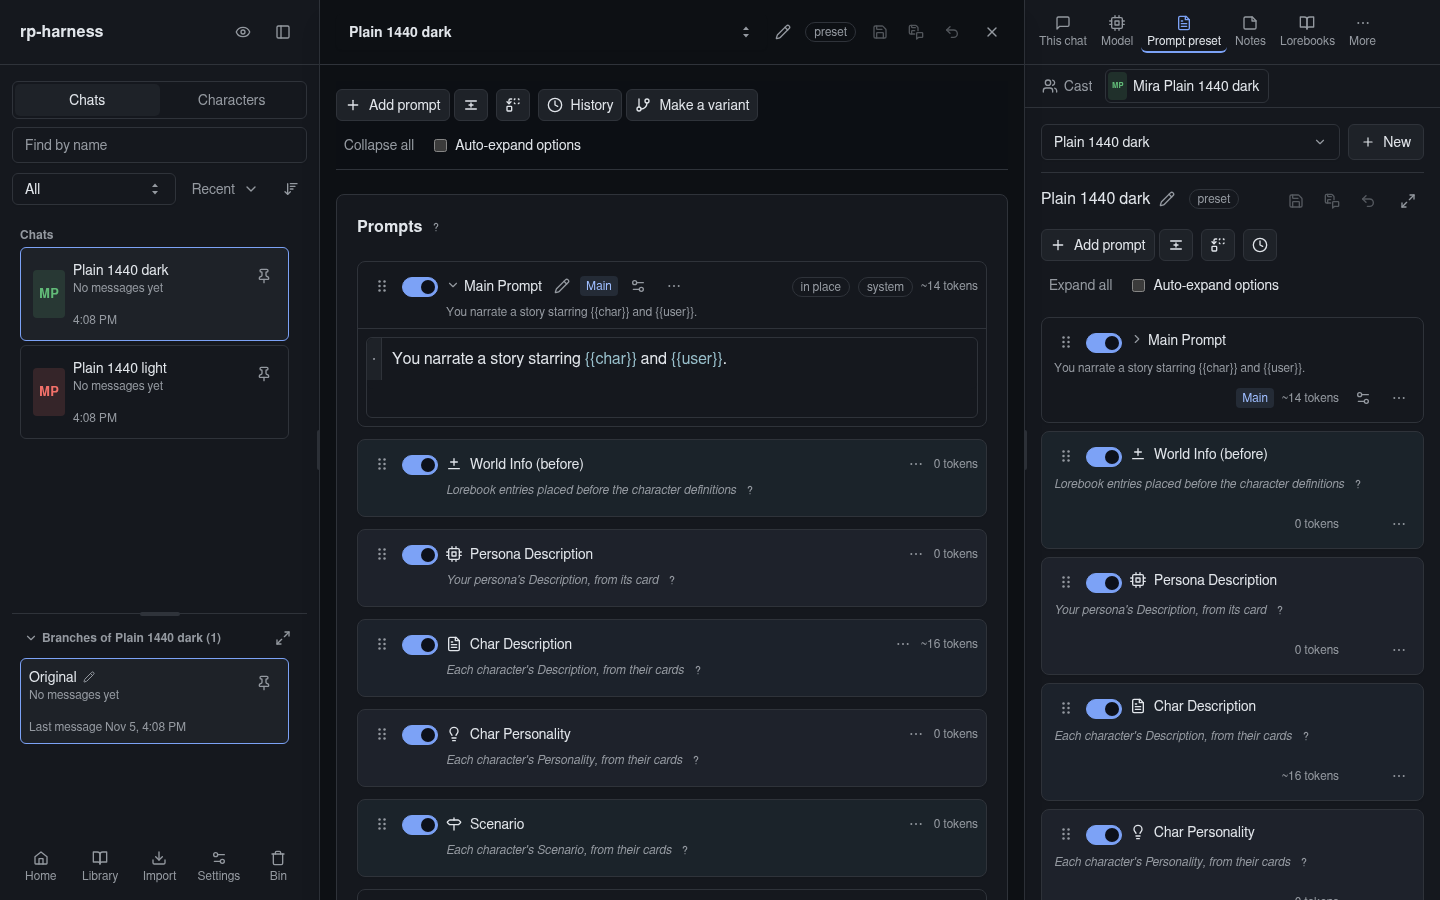 rp-harness
Chats
Characters
Find by name
All
Recent
Chats
MP
Plain 1440 dark
No messages yet
4:08 PM
MP
Plain 1440 light
No messages yet
4:08 PM
Branches of Plain 1440 dark (1)
Original
No messages yet
Last message Nov 5, 4:08 PM
Home
Library
Import
Settings
Bin
Plain 1440 dark
preset
Add prompt
History
Make a variant
Collapse all
Auto-expand options
Prompts ?
Main Prompt
Main
in place
system
~14 tokens
You narrate a story starring {{char}} and {{user}}.
You narrate a story starring {{char}} and {{user}}.
World Info (before)
0 tokens
Lorebook entries placed before the character definitions ?
Persona Description
0 tokens
Your persona's Description, from its card ?
Char Description
~16 tokens
Each character's Description, from their cards ?
Char Personality
0 tokens
Each character's Personality, from their cards ?
Scenario
0 tokens
Each character's Scenario, from their cards ?
This chat
Model
Prompt preset
Notes
Lorebooks
More
Cast
MP
Mira Plain 1440 dark
Plain 1440 dark
New
Plain 1440 dark
preset
Add prompt
Expand all
Auto-expand options
Main Prompt
You narrate a story starring {{char}} and {{user}}.
Main
~14 tokens
World Info (before)
Lorebook entries placed before the character definitions ?
0 tokens
Persona Description
Your persona's Description, from its card ?
0 tokens
Char Description
Each character's Description, from their cards ?
~16 tokens
Char Personality
Each character's Personality, from their cards ?